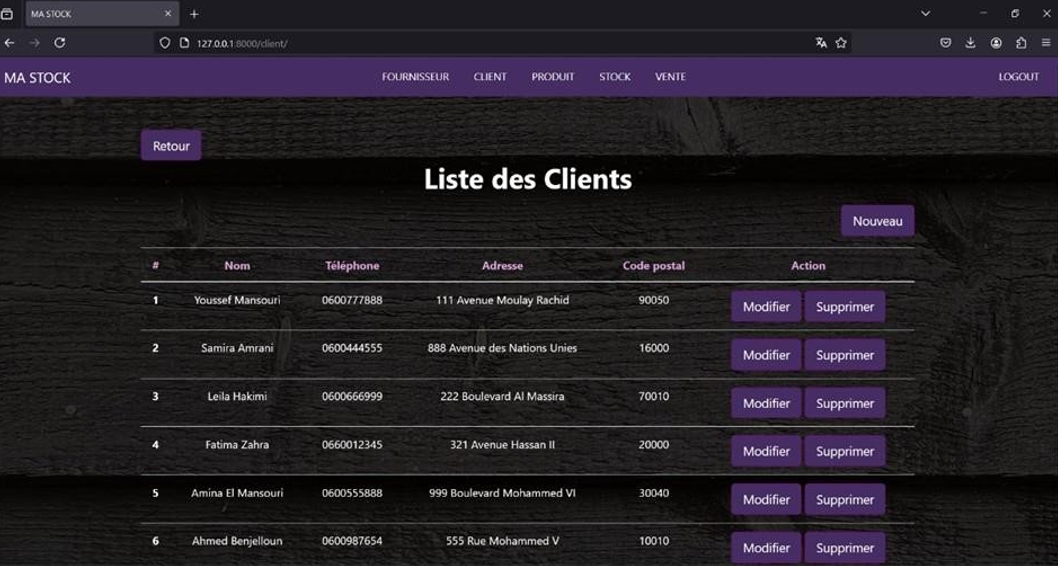 MA STOCK
127.0.0.1:8000/client/
MA STOCK FOURNISSEUR CLIENT PRODUIT STOCK VENTE LOGOUT
Retour
Liste des Clients
Nouveau
# Nom Téléphone Adresse Code postal Action
1 Youssef Mansouri 0600777888 111 Avenue Moulay Rachid 90050 Modifier Supprimer
2 Samira Amrani 0600444555 888 Avenue des Nations Unies 16000 Modifier Supprimer
3 Leila Hakimi 0600666999 222 Boulevard Al Massira 70010 Modifier Supprimer
4 Fatima Zahra 0660012345 321 Avenue Hassan II 20000 Modifier Supprimer
5 Amina El Mansouri 0600555888 999 Boulevard Mohammed VI 30040 Modifier Supprimer
6 Ahmed Benjelloun 0600987654 555 Rue Mohammed V 10010 Modifier Supprimer